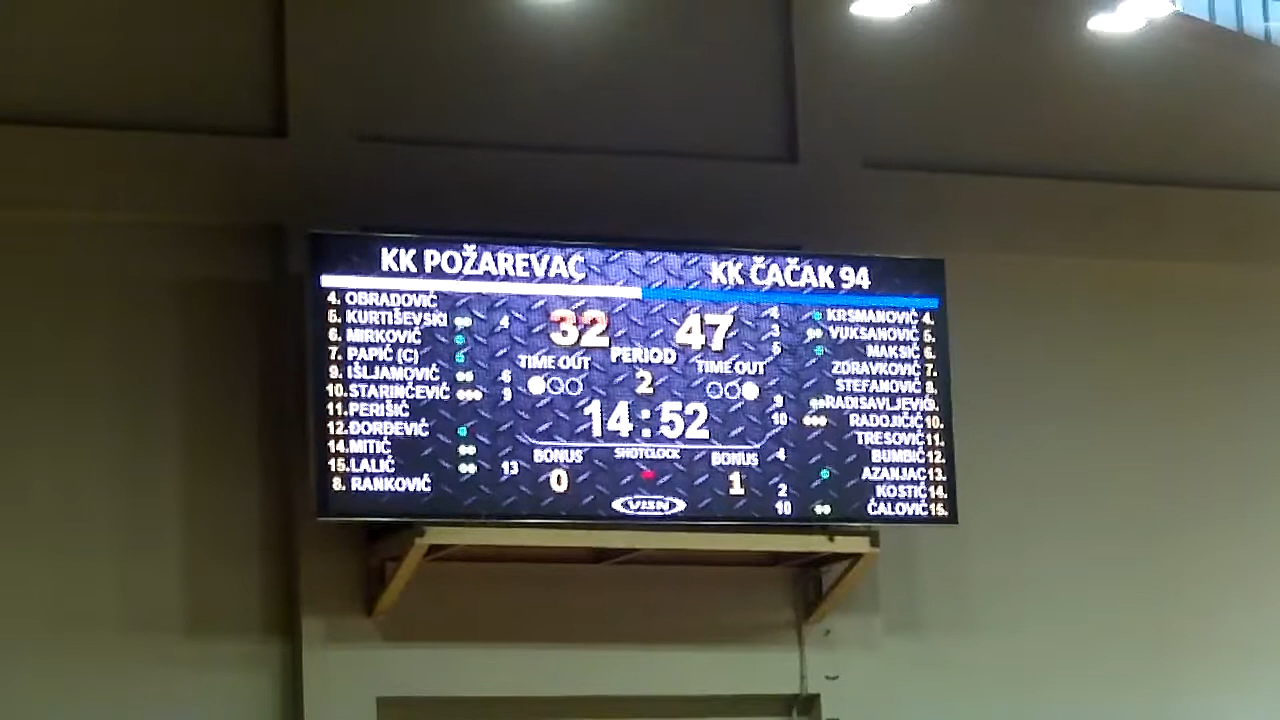 KK POŽAREVAC
KK ČAČAK 94
4. OBRADOVIĆ
5. KURTIŠEVSKI 4
6. MIRKOVIĆ
7. PAPIĆ (C)
9. IŠLJAMOVIĆ 6
10. STARINČEVIĆ 9
11. PERIŠIĆ
12. ĐORĐEVIĆ
14. MITIĆ
15. LALIĆ 13
8. RANKOVIĆ
32
47
PERIOD
2
TIME OUT
TIME OUT
14:52
BONUS
0
SHOTCLOCK
BONUS
1
VISN
4 KRSMANOVIĆ 4.
3 VUKSANOVIĆ 5.
MAKSIĆ 6.
ZDRAVKOVIĆ 7.
STEFANOVIĆ 8.
9 RADISAVLJEVIĆ 9.
10 RADOJIČIĆ 10.
TRESOVIĆ 11.
4 BUMBIĆ 12.
AZANJAC 13.
2 KOSTIĆ 14.
10 ČALOVIĆ 15.